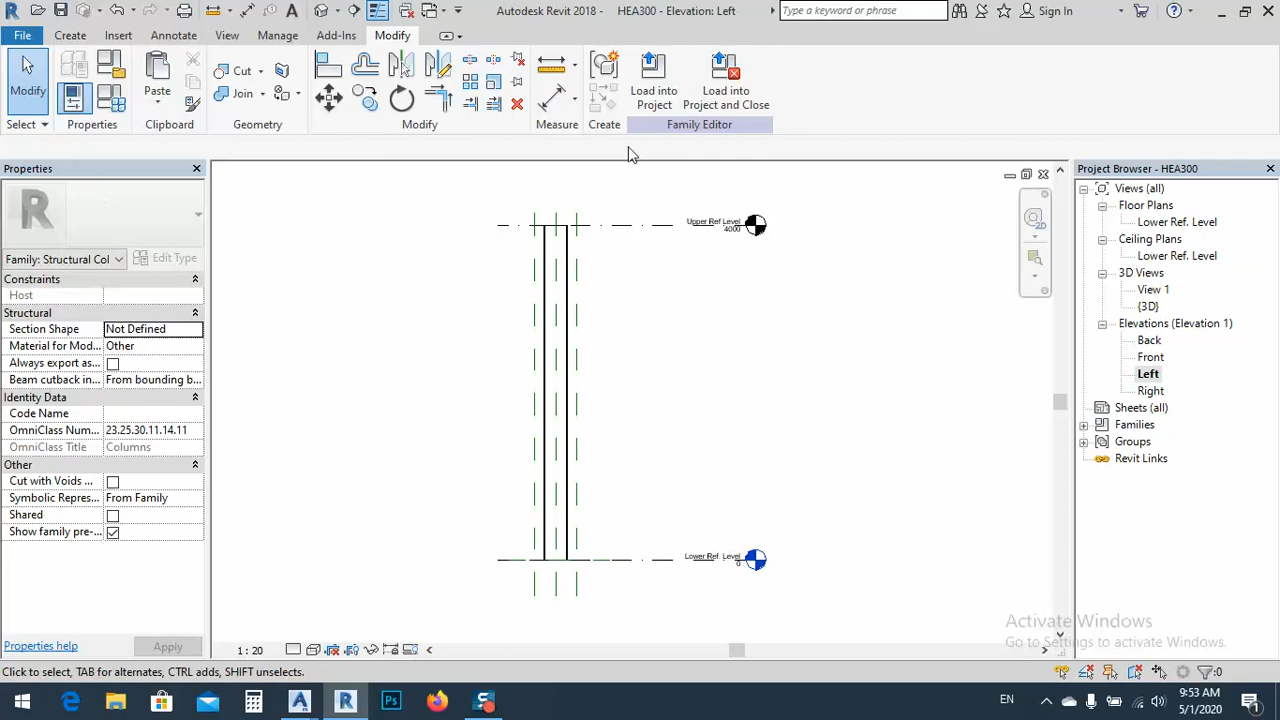 Autodesk Revit 2018 - HEA300 - Elevation: Left
Type a keyword or phrase
Sign In
File Create Insert Annotate View Manage Add-Ins Modify
Modify
Paste
Cut
Join
Load into Project
Load into Project and Close
Select Properties Clipboard Geometry Modify Measure Create Family Editor
Properties
R
Family: Structural Col
Edit Type
Constraints
Host
Structural
Section Shape Not Defined
Material for Mod... Other
Always export as...
Beam cutback in... From bounding b...
Identity Data
Code Name
OmniClass Num... 23.25.30.11.14.11
OmniClass Title Columns
Other
Cut with Voids ...
Symbolic Repres... From Family
Shared
Show family pre-...
Properties help
Apply
Upper Ref Level
4000
Lower Ref. Level
0
2D
Project Browser - HEA300
Views (all)
Floor Plans
Lower Ref. Level
Ceiling Plans
Lower Ref. Level
3D Views
View 1
{3D}
Elevations (Elevation 1)
Back
Front
Left
Right
Sheets (all)
Families
Groups
Revit Links
Activate Windows
Go to Settings to activate Windows.
1 : 20
Click to select, TAB for alternates, CTRL adds, SHIFT unselects.
:0
EN
9:53 AM
5/1/2020